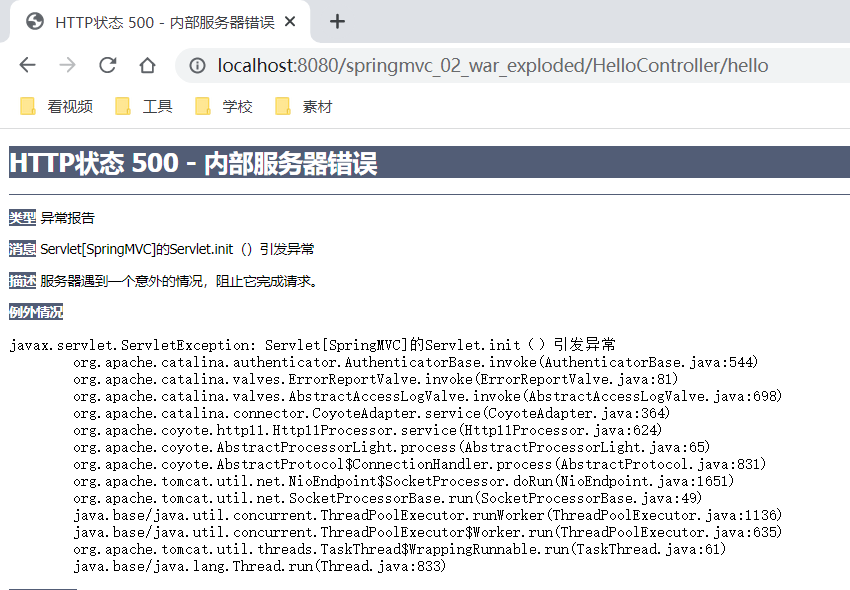 HTTP状态 500 - 内部服务器错误
localhost:8080/springmvc_02_war_exploded/HelloController/hello
看视频 工具 学校 素材
HTTP状态 500 - 内部服务器错误
类型 异常报告
消息 Servlet[SpringMVC]的Servlet.init（）引发异常
描述 服务器遇到一个意外的情况，阻止它完成请求。
例外情况
javax.servlet.ServletException: Servlet[SpringMVC]的Servlet.init（）引发异常
org.apache.catalina.authenticator.AuthenticatorBase.invoke(AuthenticatorBase.java:544)
org.apache.catalina.valves.ErrorReportValve.invoke(ErrorReportValve.java:81)
org.apache.catalina.valves.AbstractAccessLogValve.invoke(AbstractAccessLogValve.java:698)
org.apache.catalina.connector.CoyoteAdapter.service(CoyoteAdapter.java:364)
org.apache.coyote.http11.Http11Processor.service(Http11Processor.java:624)
org.apache.coyote.AbstractProcessorLight.process(AbstractProcessorLight.java:65)
org.apache.coyote.AbstractProtocol$ConnectionHandler.process(AbstractProtocol.java:831)
org.apache.tomcat.util.net.NioEndpoint$SocketProcessor.doRun(NioEndpoint.java:1651)
org.apache.tomcat.util.net.SocketProcessorBase.run(SocketProcessorBase.java:49)
java.base/java.util.concurrent.ThreadPoolExecutor.runWorker(ThreadPoolExecutor.java:1136)
java.base/java.util.concurrent.ThreadPoolExecutor$Worker.run(ThreadPoolExecutor.java:635)
org.apache.tomcat.util.threads.TaskThread$WrappingRunnable.run(TaskThread.java:61)
java.base/java.lang.Thread.run(Thread.java:833)